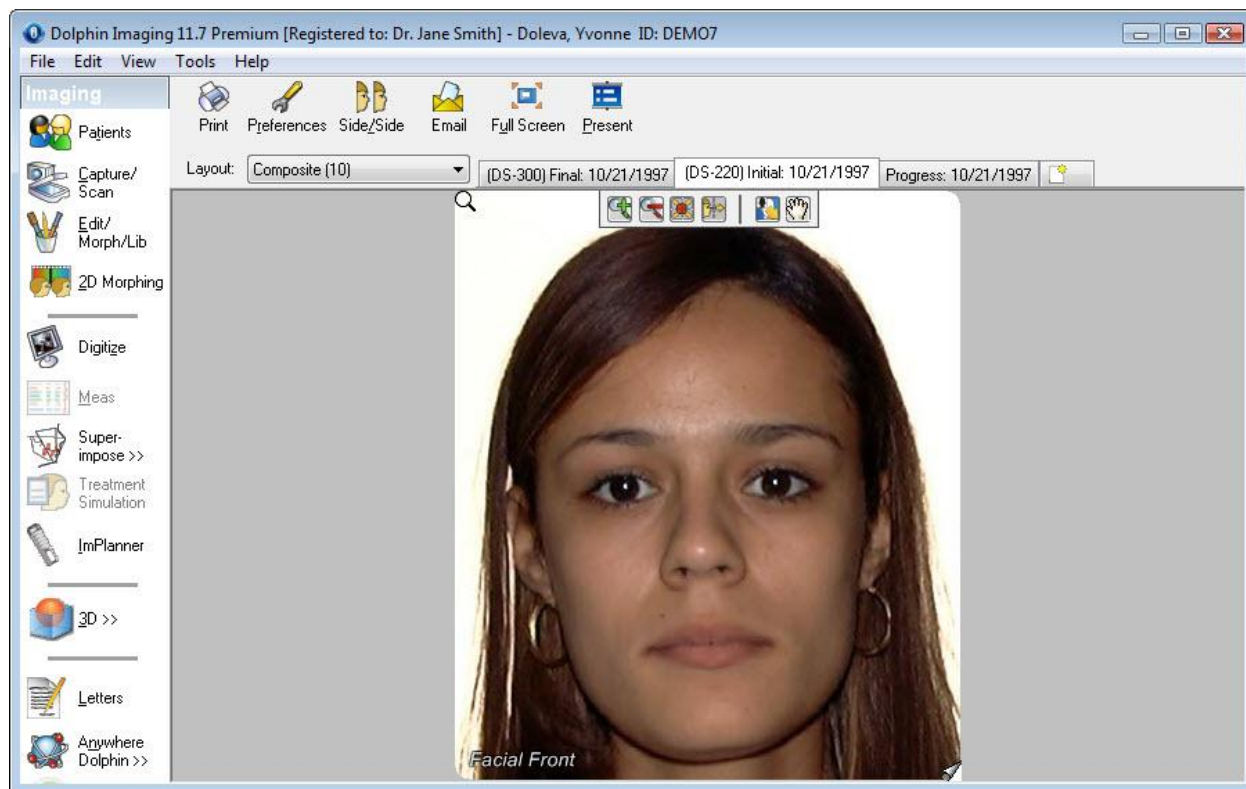 Dolphin Imaging 11.7 Premium [Registered to: Dr. Jane Smith] - Doleva, Yvonne ID: DEMO7
File Edit View Tools Help
Imaging
Patients
Capture/
Scan
Edit/
Morph/Lib
2D Morphing
Digitize
Meas
Super-
impose >>
Treatment
Simulation
ImPlanner
3D >>
Letters
Anywhere
Dolphin >>
Print Preferences Side/Side Email Full Screen Present
Layout: Composite (10) (DS-300) Final: 10/21/1997 (DS-220) Initial: 10/21/1997 Progress: 10/21/1997
Facial Front